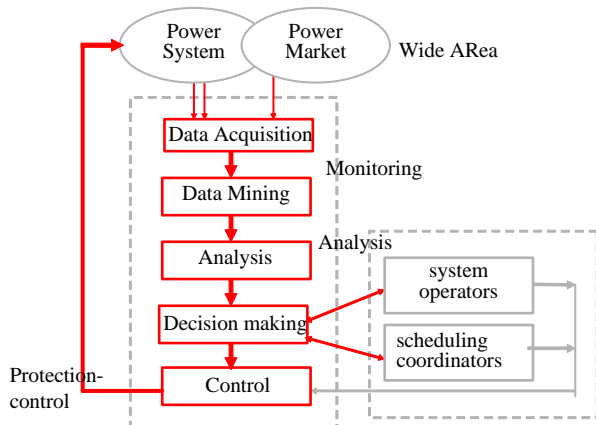 Power
System
Power
Market
Wide ARea
Data Acquisition
Monitoring
Data Mining
Analysis
Analysis
system
operators
Decision making
scheduling
coordinators
Protection-
control
Control